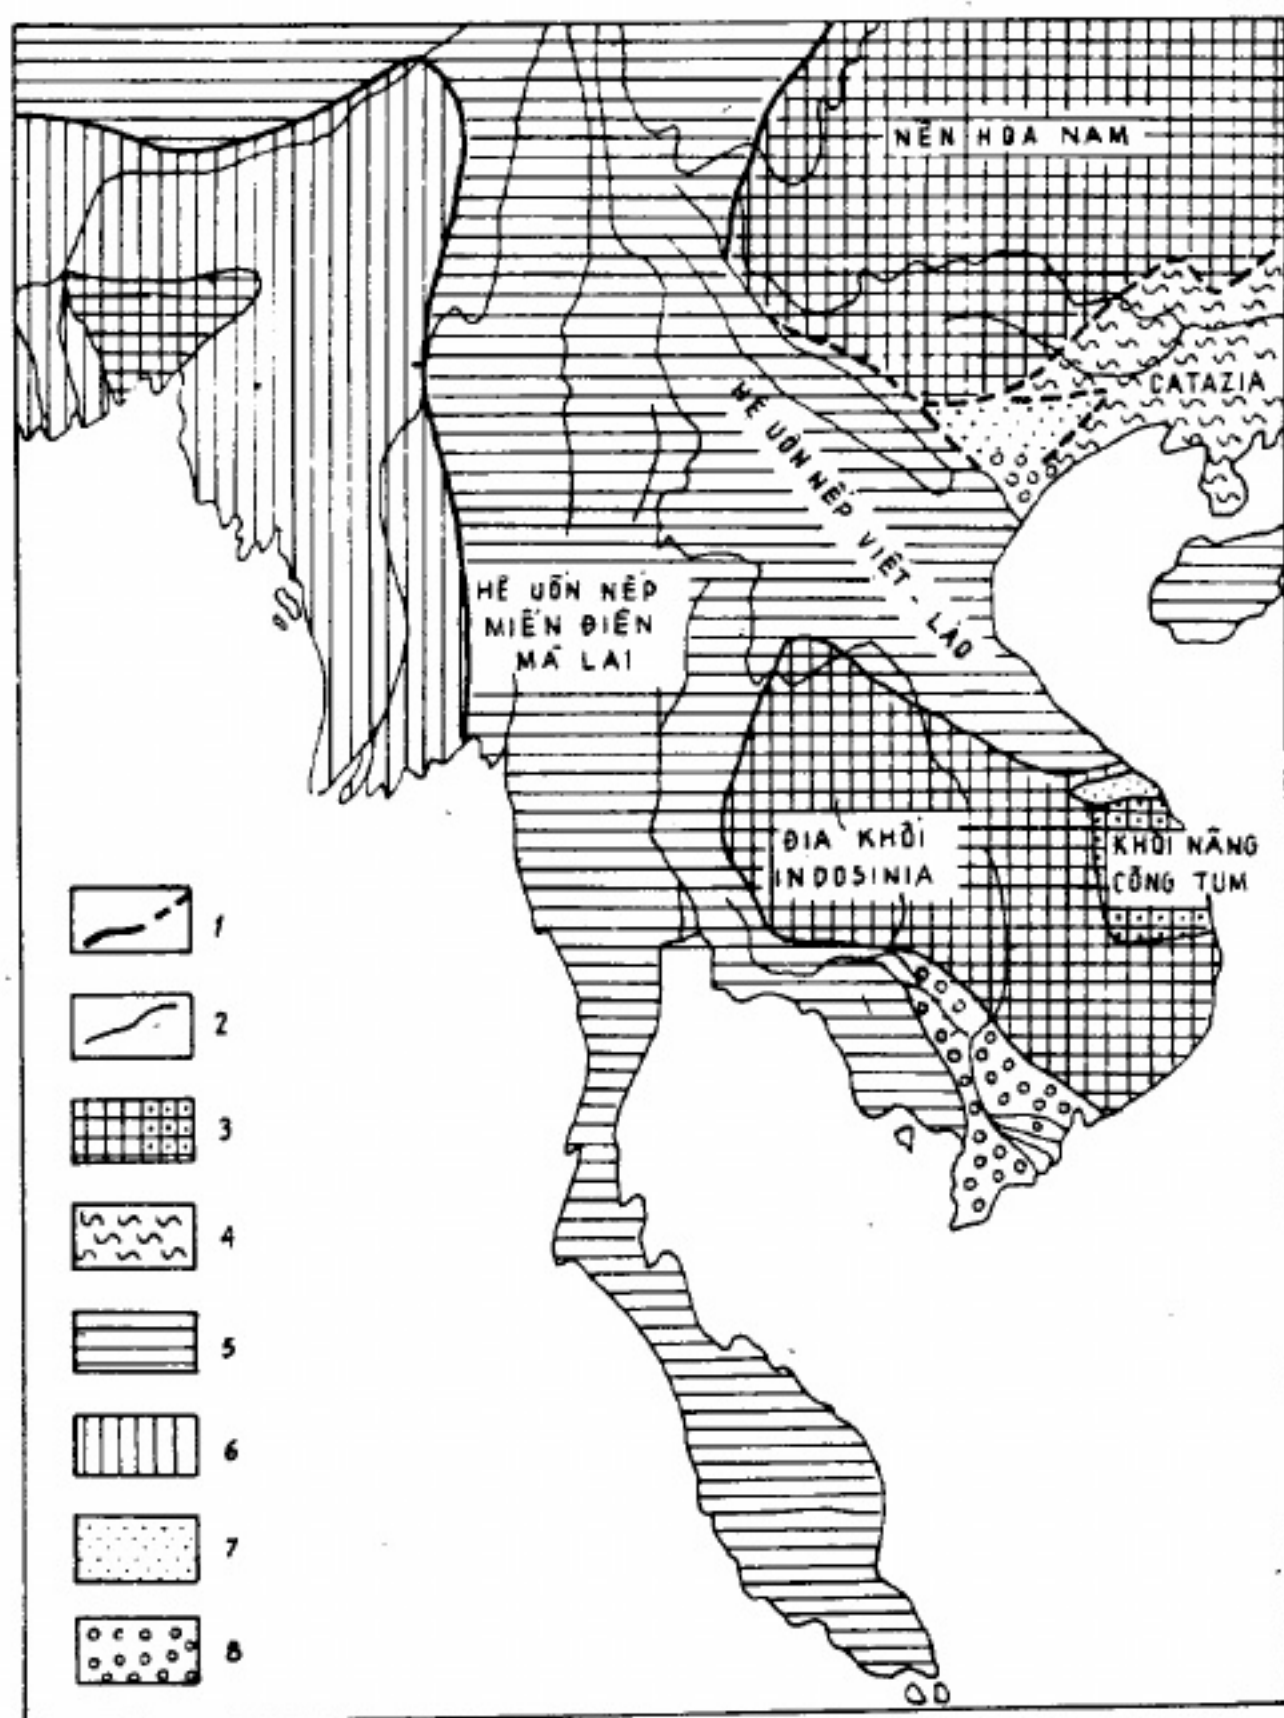 NỀN HOA NAM
CATAZIA
HỆ UỐN NẾP VIỆT - LÀO
HỆ UỐN NẾP
MIẾN ĐIỆN
MÃ LAI
ĐỊA KHỐI
INDOSINIA
KHỐI NÂNG
CÔNG TUM
1
2
3
4
5
6
7
8